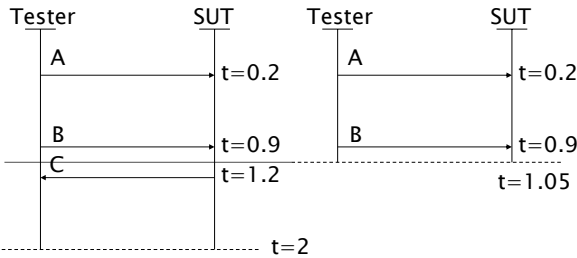 Tester SUT
A
t=0.2
B
t=0.9
C
t=1.2
t=2
Tester SUT
A
t=0.2
B
t=0.9
t=1.05